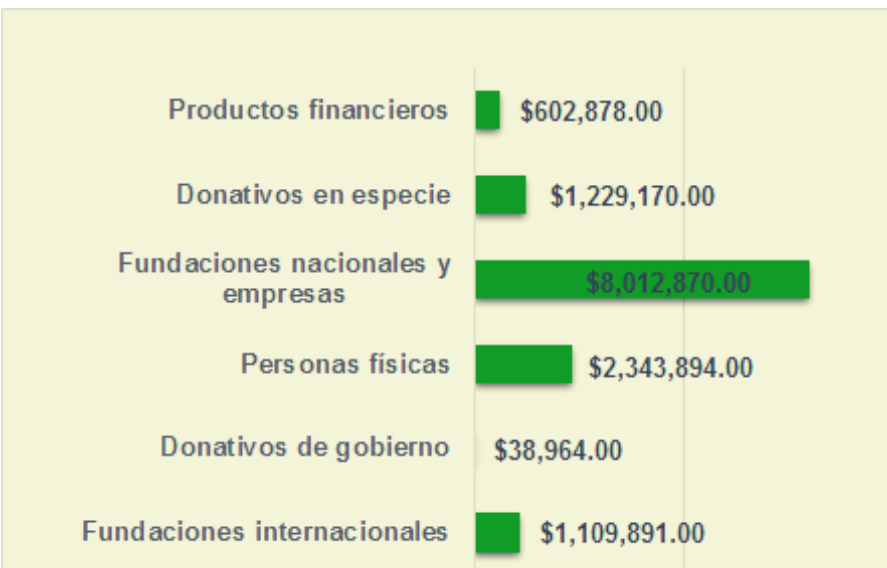 Productos financieros $602,878.00
Donativos en especie $1,229,170.00
Fundaciones nacionales y
empresas $8,012,870.00
Personas físicas $2,343,894.00
Donativos de gobierno $38,964.00
Fundaciones internacionales $1,109,891.00